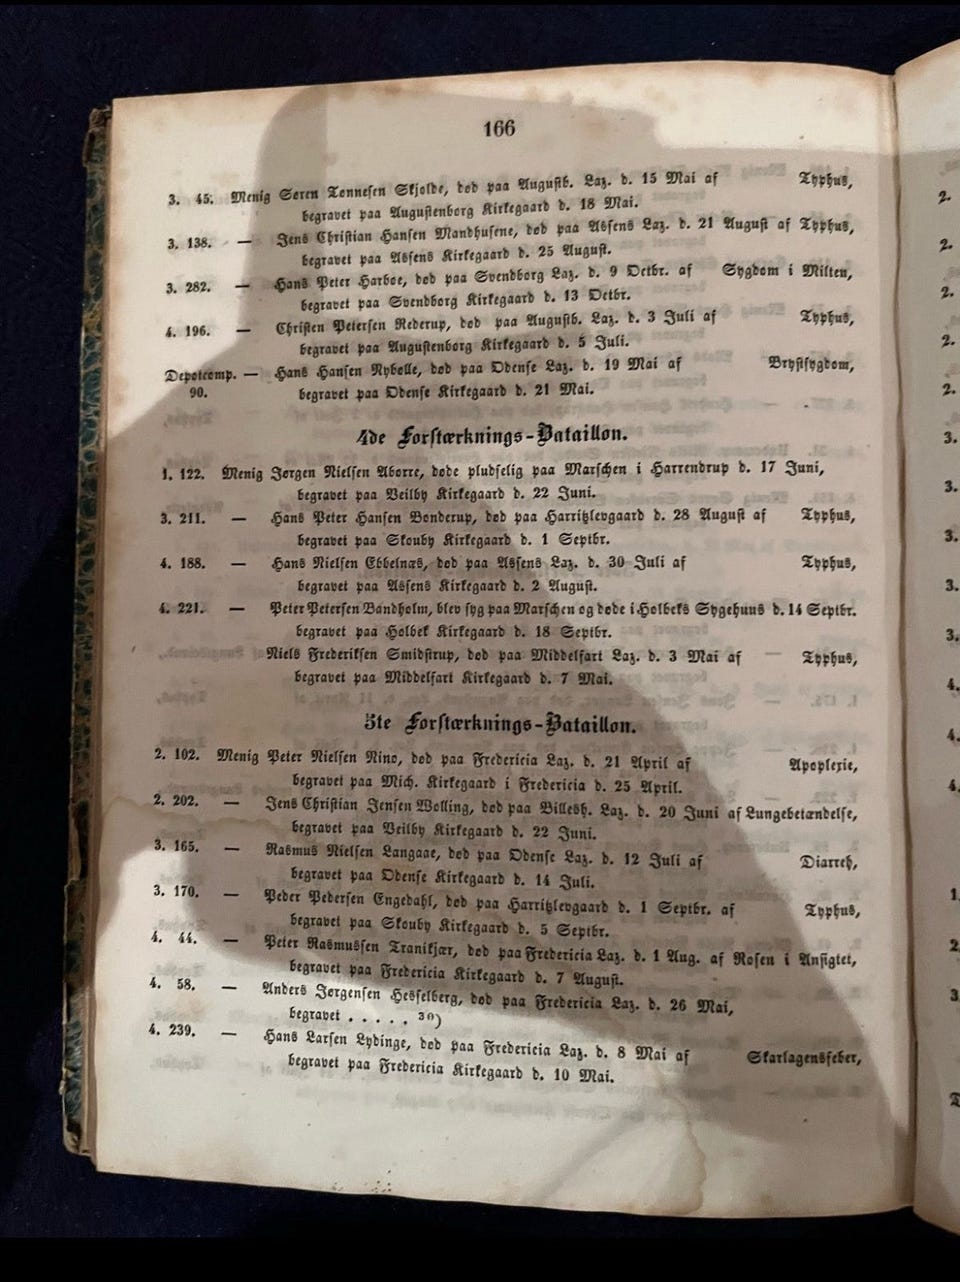 166
3. 45. Menig Søren Tønnesen Skjolde, død paa Augustb. Laz. d. 15 Mai af Typhus,
begravet paa Augustenborg Kirkegaard d. 18 Mai.
3. 138. — Jens Christian Hansen Mandhusene, død paa Assens Laz. d. 21 August af Typhus,
begravet paa Assens Kirkegaard d. 25 August.
3. 282. — Hans Peter Harboe, død paa Svendborg Laz. d. 9 Octbr. af Sygdom i Milten,
begravet paa Svendborg Kirkegaard d. 13 Octbr.
4. 196. — Christen Petersen Rederup, død paa Augustb. Laz. d. 3 Juli af Typhus,
begravet paa Augustenborg Kirkegaard d. 5 Juli.
Depotcomp. — Hans Hansen Nybølle, død paa Odense Laz. d. 19 Mai af Brystsygdom,
90. begravet paa Odense Kirkegaard d. 21 Mai.
4de Forstærknings-Bataillon.
1. 122. Menig Jørgen Nielsen Aborre, døde pludselig paa Marschen i Harrendrup d. 17 Juni,
begravet paa Veilby Kirkegaard d. 22 Juni.
3. 211. — Hans Peter Hansen Bonderup, død paa Harritzlevgaard d. 28 August af Typhus,
begravet paa Skouby Kirkegaard d. 1 Septbr.
4. 188. — Hans Nielsen Ebbelnæs, død paa Assens Laz. d. 30 Juli af Typhus,
begravet paa Assens Kirkegaard d. 2 August.
4. 221. — Peter Petersen Bandholm, blev syg paa Marschen og døde i Holbeks Sygehuus d. 14 Septbr.
begravet paa Holbek Kirkegaard d. 18 Septbr.
Niels Frederiksen Smidstrup, død paa Middelfart Laz. d. 3 Mai af Typhus,
begravet paa Middelfart Kirkegaard d. 7 Mai.
5te Forstærknings-Bataillon.
2. 102. Menig Peter Nielsen Nino, død paa Fredericia Laz. d. 21 April af Apoplexie,
begravet paa Mich. Kirkegaard i Fredericia d. 25 April.
2. 202. — Jens Christian Jensen Wolling, død paa Billesh. Laz. d. 20 Juni af Lungebetændelse,
begravet paa Veilby Kirkegaard d. 22 Juni.
3. 165. — Rasmus Nielsen Langaae, død paa Odense Laz. d. 12 Juli af Diarreh,
begravet paa Odense Kirkegaard d. 14 Juli.
3. 170. — Peder Pedersen Engedahl, død paa Harritzlevgaard d. 1 Septbr. af Typhus,
begravet paa Skouby Kirkegaard d. 5 Septbr.
4. 44. — Peter Rasmussen Tranikjær, død paa Fredericia Laz. d. 1 Aug. af Rosen i Ansigtet,
begravet paa Fredericia Kirkegaard d. 7 August.
4. 58. — Anders Jørgensen Hesselberg, død paa Fredericia Laz. d. 26 Mai,
begravet . . . . . 30)
4. 239. — Hans Larsen Lydinge, død paa Fredericia Laz. d. 8 Mai af Skarlagensfeber,
begravet paa Fredericia Kirkegaard d. 10 Mai.